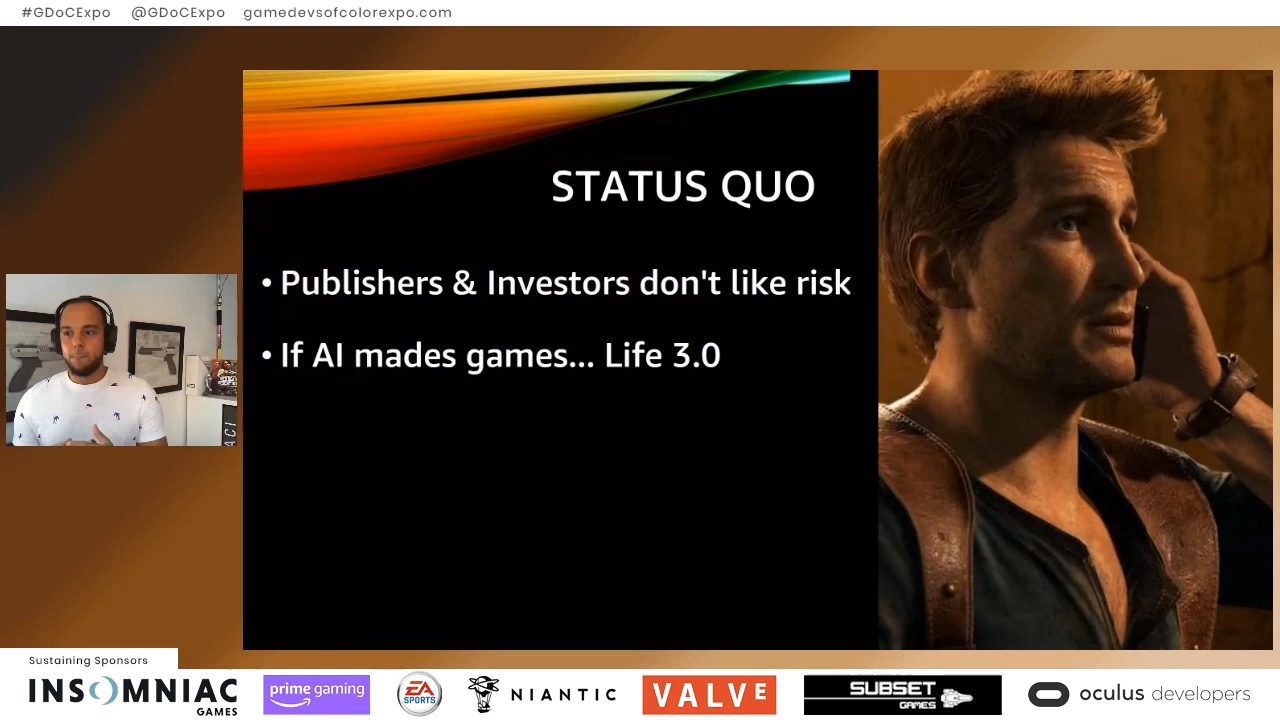 #GDoCExpo @GDoCExpo gamedevsofcolorexpo.com
STATUS QUO
• Publishers & Investors don't like risk
• If AI mades games... Life 3.0
ACI
Sustaining Sponsors
INSOMNIAC GAMES
prime gaming
EA SPORTS
NIANTIC
VALVE
SUBSET GAMES
oculus developers